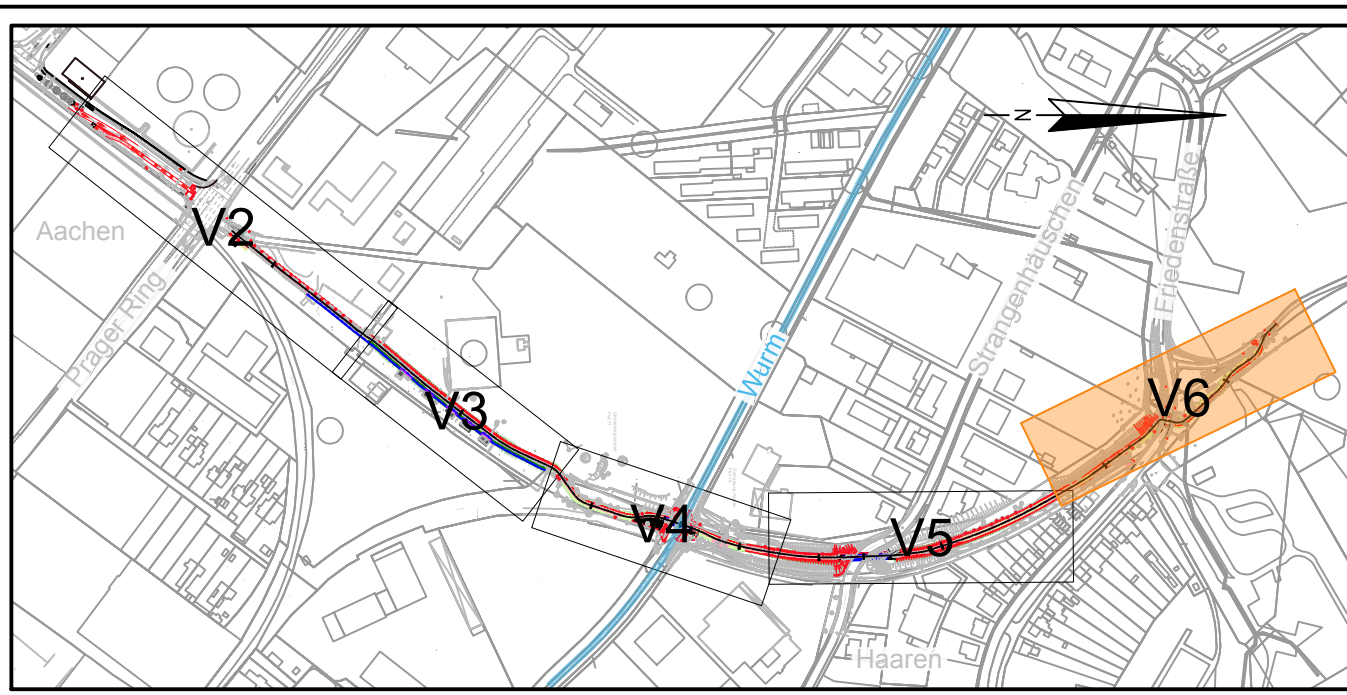 N
V2
Aachen
Prager Ring
Strangenhäuschen
Friedenstraße
Wurm
V3
V6
V4
V5
Haaren